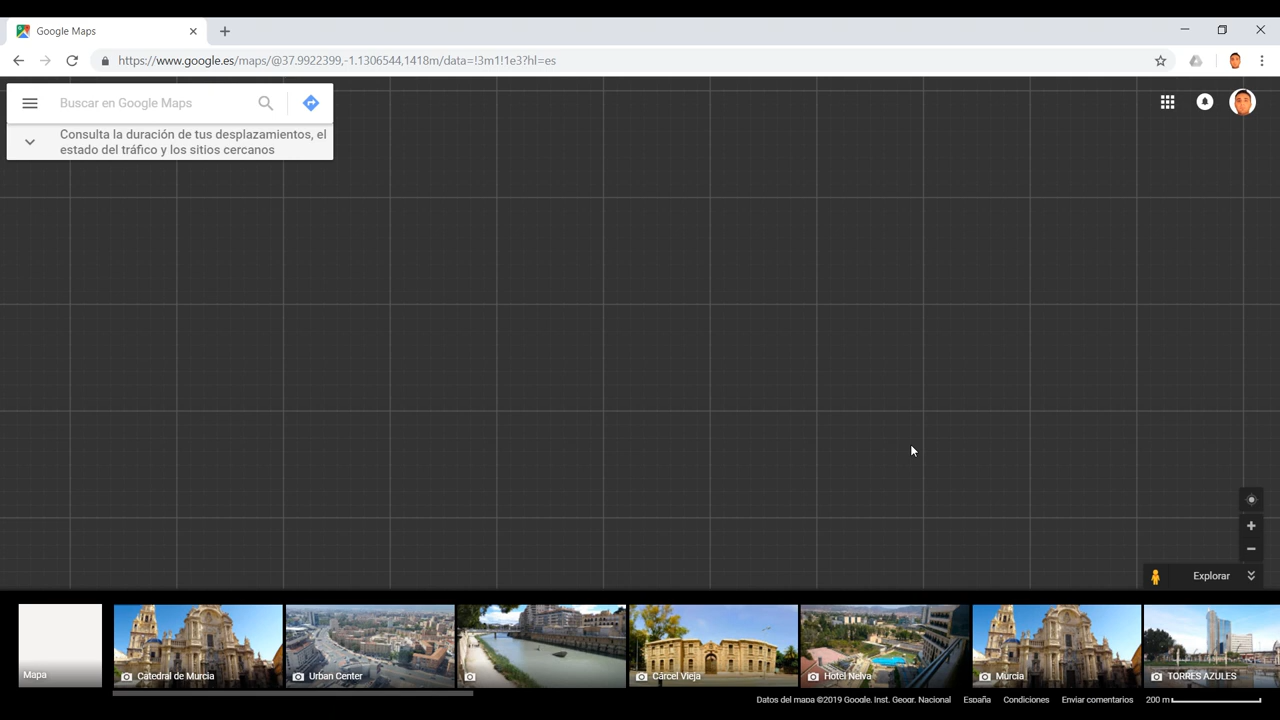 Google Maps
https://www.google.es/maps/@37.9922399,-1.1306544,1418m/data=!3m1!1e3?hl=es
Buscar en Google Maps
Consulta la duración de tus desplazamientos, el
estado del tráfico y los sitios cercanos
Explorar
Mapa
Catedral de Murcia
Urban Center
Cárcel Vieja
Hotel Nelva
Murcia
TORRES AZULES
Datos del mapa ©2019 Google, Inst. Geogr. Nacional España Condiciones Enviar comentarios 200 m